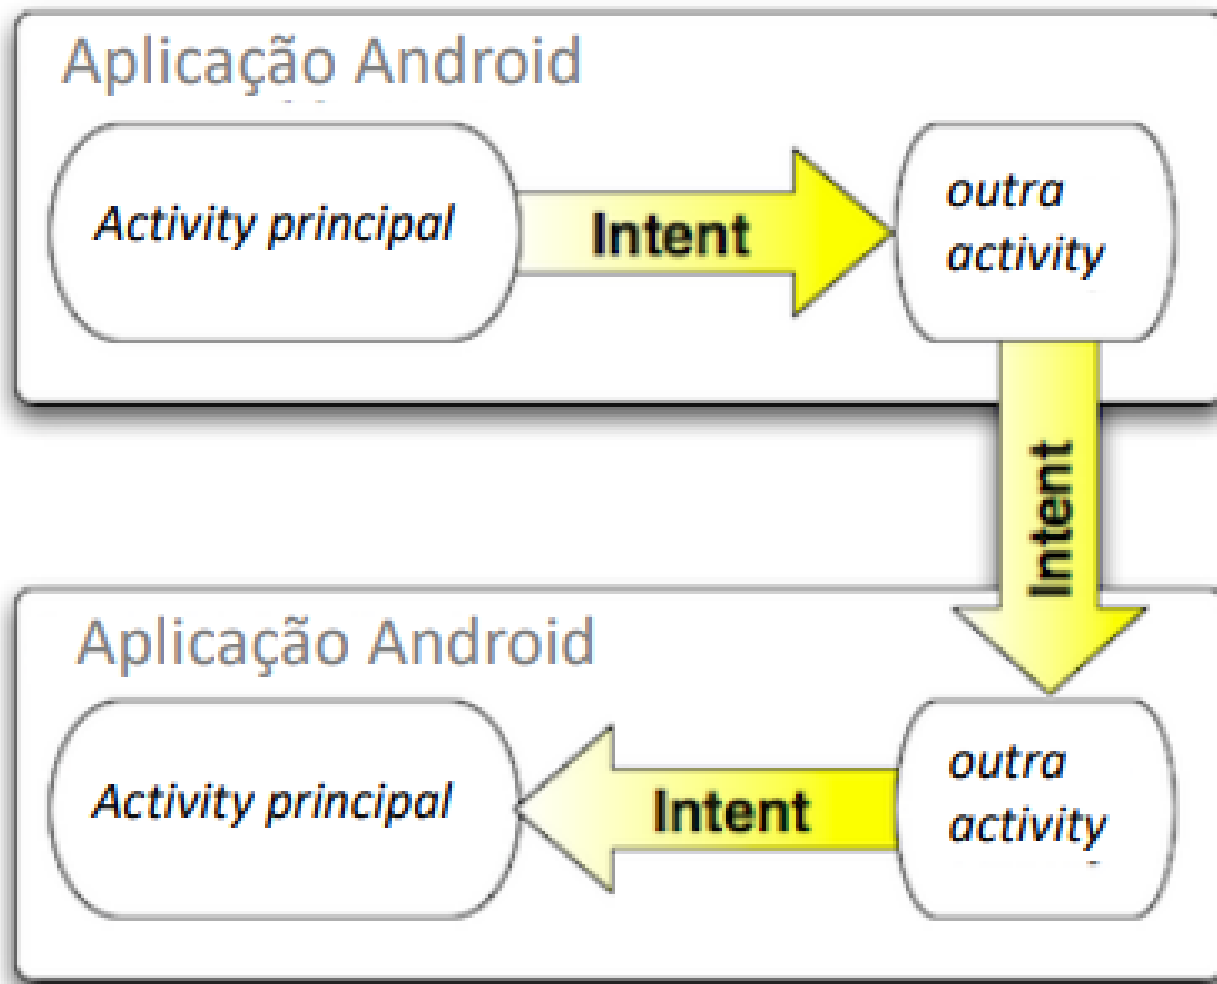 Aplicação Android
Activity principal
Intent
outra
activity
Intent
Aplicação Android
Activity principal
Intent
outra
activity